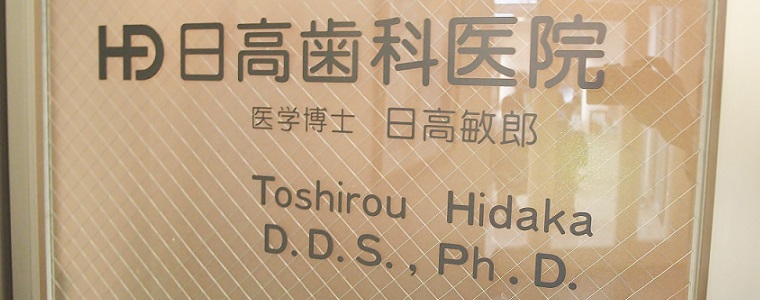 HD 日高歯科医院
医学博士 日高敏郎
Toshirou Hidaka
D.D.S., Ph.D.